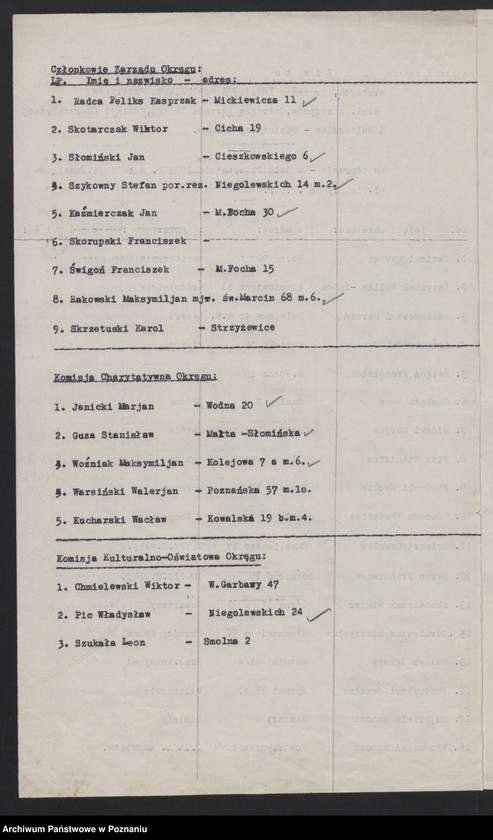 Członkowie Zarządu Okręgu:
LP. Imię i nazwisko - adres:
1. Radca Feliks Kasprzak - Mickiewicza 11
2. Skotarczak Wiktor - Cicha 19
3. Słomiński Jan - Cieszkowskiego 6
4. Szykowny Stefan por.rez. Niegolewskich 14 m.2.
5. Kaźmierczak Jan - M.Focha 30
6. Skorupski Franciszek -
7. Świgoń Franciszek - M.Focha 15
8. Rakowski Maksymiljan mjr. św.Marcin 68 m.6.
9. Skrzetuski Karol - Strzyżewice
Komisja Charytatywna Okręgu:
1. Janicki Marjan - Wodna 20
2. Guza Stanisław - Malta -Słomińska
3. Woźniak Maksymiljan - Kolejowa 7 a m.6.
4. Warsiński Walerjan - Poznańska 57 m.10.
5. Kucharski Wacław - Kowalska 19 b.m.4.
Komisja Kulturalno-Oświatowa Okręgu:
1. Chmielewski Wiktor - W.Garbawy 47
2. Pic Władysław - Niegolewskich 24
3. Szukała Leon - Smolna 2
Archiwum Państwowe w Poznaniu